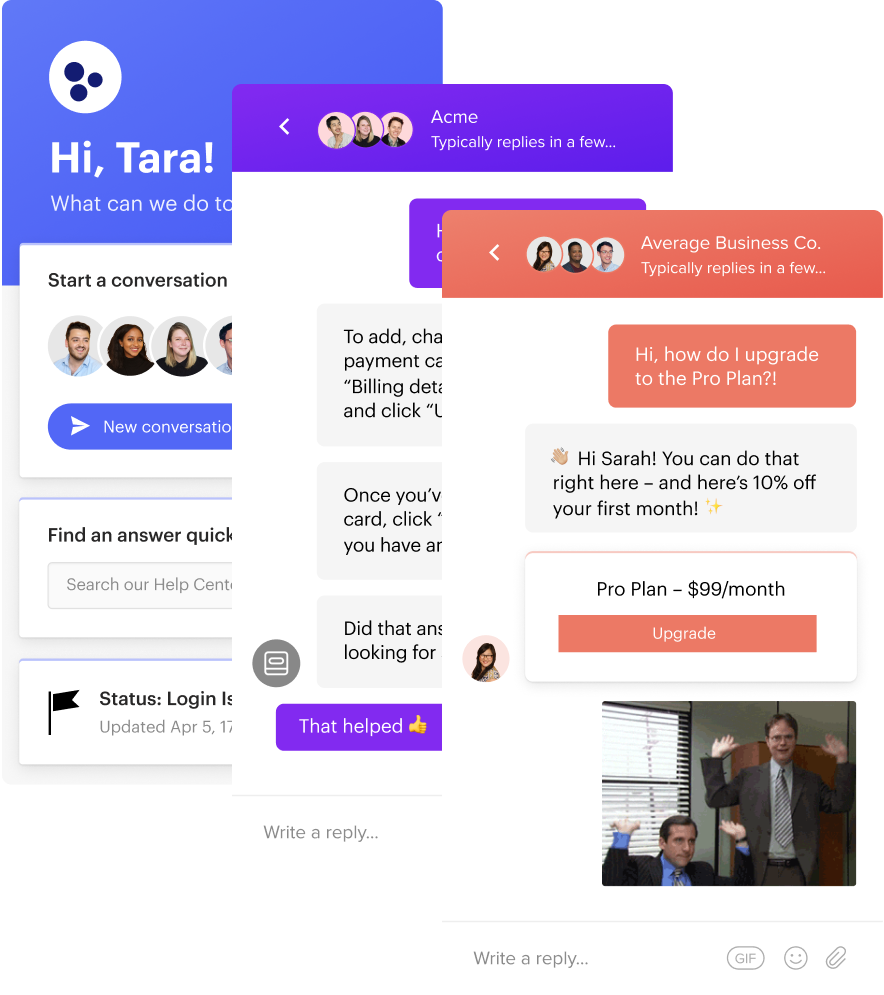 Hi, Tara!
What can we do to
Start a conversation
New conversatio
Find an answer quick
Search our Help Cente
Status: Login Is
Updated Apr 5, 17
Acme
Typically replies in a few...
To add, cha
payment ca
“Billing deta
and click “U
Once you’v
card, click “
you have an
Did that ans
looking for
That helped 👍
Write a reply...
Average Business Co.
Typically replies in a few...
Hi, how do I upgrade
to the Pro Plan?!
👋🏼 Hi Sarah! You can do that
right here – and here’s 10% off
your first month! ✨
Pro Plan – $99/month
Upgrade
Write a reply...
GIF